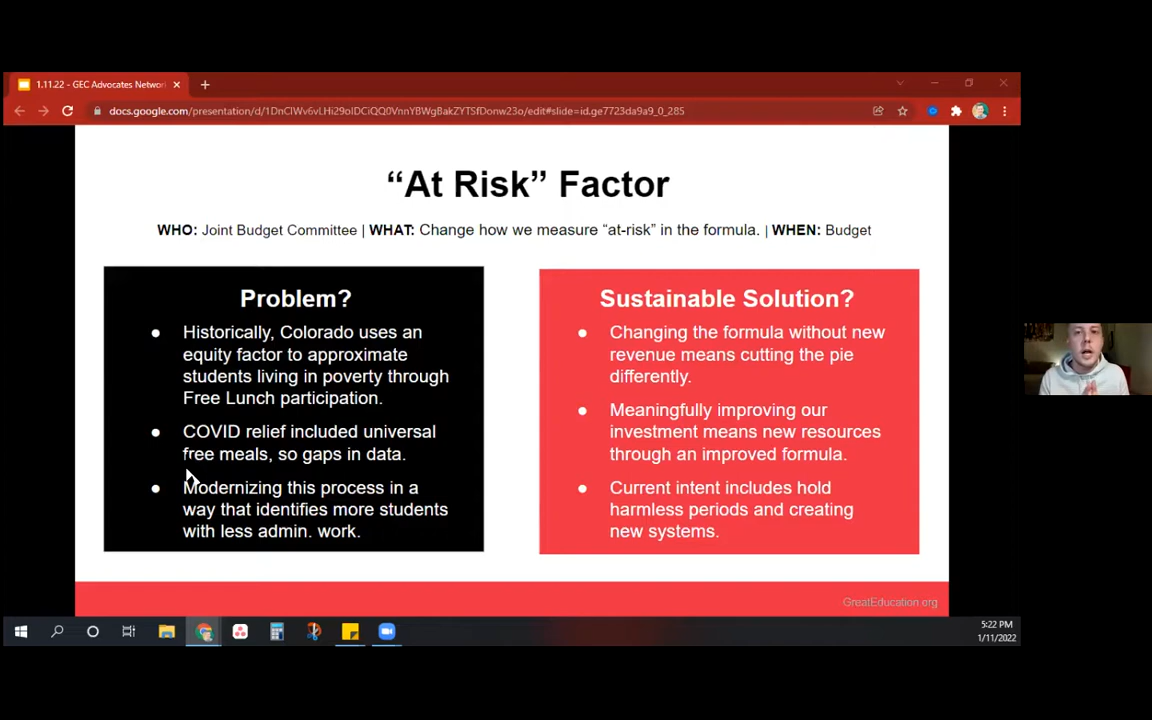 1.11.22 - GEC Advocates Networ
docs.google.com/presentation/d/1DnClWv6vLHi29oIDCiQQ0VnnYBWgBakZYTSfDonw23o/edit#slide=id.ge7723da9a9_0_285
“At Risk” Factor
WHO: Joint Budget Committee | WHAT: Change how we measure “at-risk” in the formula. | WHEN: Budget
Problem?
● Historically, Colorado uses an
equity factor to approximate
students living in poverty through
Free Lunch participation.
● COVID relief included universal
free meals, so gaps in data.
● Modernizing this process in a
way that identifies more students
with less admin. work.
Sustainable Solution?
● Changing the formula without new
revenue means cutting the pie
differently.
● Meaningfully improving our
investment means new resources
through an improved formula.
● Current intent includes hold
harmless periods and creating
new systems.
GreatEducation.org
5:22 PM
1/11/2022